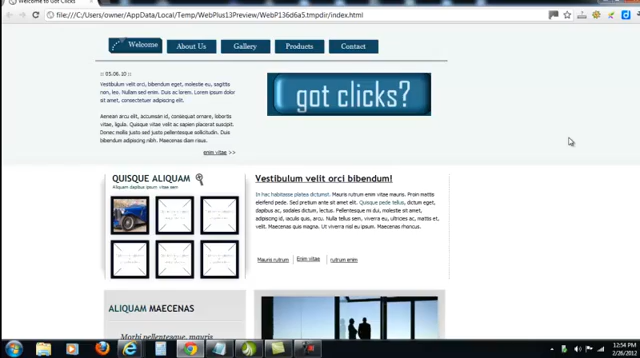 Welcome to Got Clicks
file:///C:/Users/owner/AppData/Local/Temp/WebPlus13Preview/WebP136d6a5.tmpdir/index.html
Welcome
About Us
Gallery
Products
Contact
:: 05.06.10 ::
Vestibulum velit orci, bibendum eget, molestie eu, sagittis
non, leo. Nullam sed enim. Duis ac lorem. Lorem ipsum dolor
sit amet, consectetuer adipiscing elit.
Aenean arcu elit, accumsan id, consequat ornare, lobortis
vitae, ligula. Quisque vitae velit ac sapien placerat suscipit.
Donec mollis justo sed justo pellentesque sollicitudin. Duis
bibendum adipiscing nibh. Maecenas diam risus.
enim vitae >>
got clicks?
QUISQUE ALIQUAM
Aliquam dapibus ipsum vitae sem
Vestibulum velit orci bibendum!
In hac habitasse platea dictumst. Mauris rutrum enim vitae mauris. Proin mattis
eleifend pede. Sed pretium ante sit amet elit. Quisque pede tellus, dictum eget,
dapibus ac, sodales dictum, lectus. Pellentesque mi dui, molestie sit amet,
adipiscing id, iaculis quis, arcu. Nulla tellus sem, viverra eu, ultricies ac, mattis et,
velit. Maecenas quis magna. Ut viverra nisl eu ipsum. Maecenas rhoncus.
Mauris rutrum
Enim vitae
rutrum enim
ALIQUAM MAECENAS
Morbi pellentesque, mauris
12:54 PM